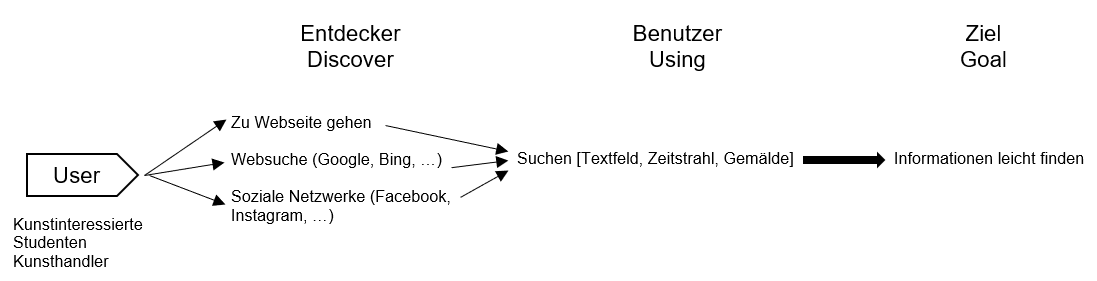 Entdecker
Discover
Benutzer
Using
Ziel
Goal
User
Kunstinteressierte
Studenten
Kunsthandler
Zu Webseite gehen
Websuche (Google, Bing, …)
Soziale Netzwerke (Facebook,
Instagram, …)
Suchen [Textfeld, Zeitstrahl, Gemälde]
Informationen leicht finden